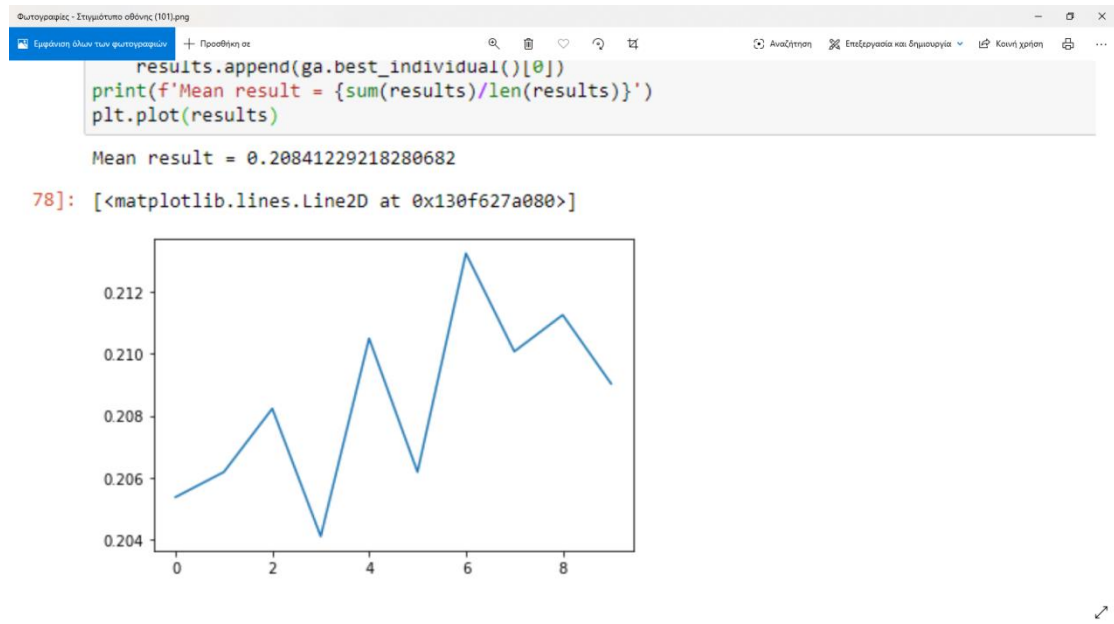 Φωτογραφίες - Στιγμιότυπο οθόνης (101).png
Εμφάνιση όλων των φωτογραφιών + Προσθήκη σε Αναζήτηση Επεξεργασία και δημιουργία Κοινή χρήση
results.append(ga.best_individual()[0])
print(f'Mean result = {sum(results)/len(results)}')
plt.plot(results)
Mean result = 0.20841229218280682
78]: [<matplotlib.lines.Line2D at 0x130f627a080>]
0.212
0.210
0.208
0.206
0.204
0 2 4 6 8